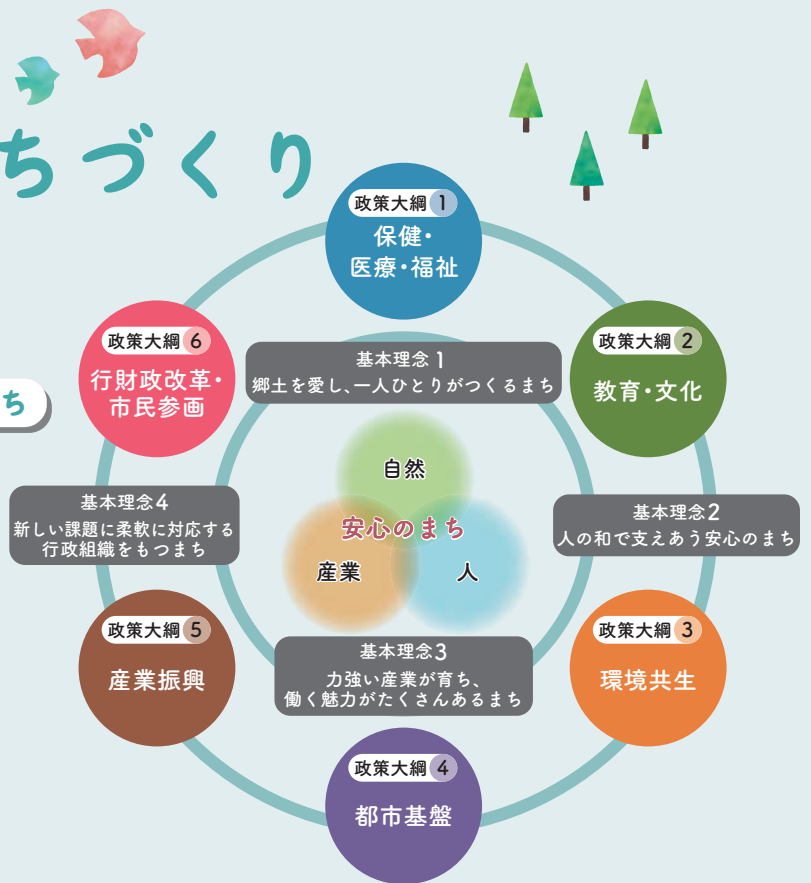 ちづくり
政策大綱 1
保健・
医療・福祉
政策大綱 6
行財政改革・
市民参画
政策大綱 2
教育・文化
ち
基本理念1
郷土を愛し、一人ひとりがつくるまち
自然
安心のまち
産業
人
基本理念4
新しい課題に柔軟に対応する
行政組織をもつまち
基本理念2
人の和で支えあう安心のまち
政策大綱 5
産業振興
基本理念3
力強い産業が育ち、
働く魅力がたくさんあるまち
政策大綱 3
環境共生
政策大綱 4
都市基盤